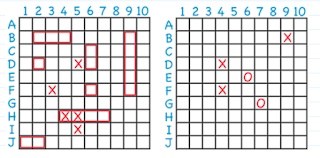 1 2 3 4 5 6 7 8 9 10
A
B
C
D X
E
F X
G
H X X
I X
J
1 2 3 4 5 6 7 8 9 10
A
B X
C
D X
E O
F X
G O
H
I
J